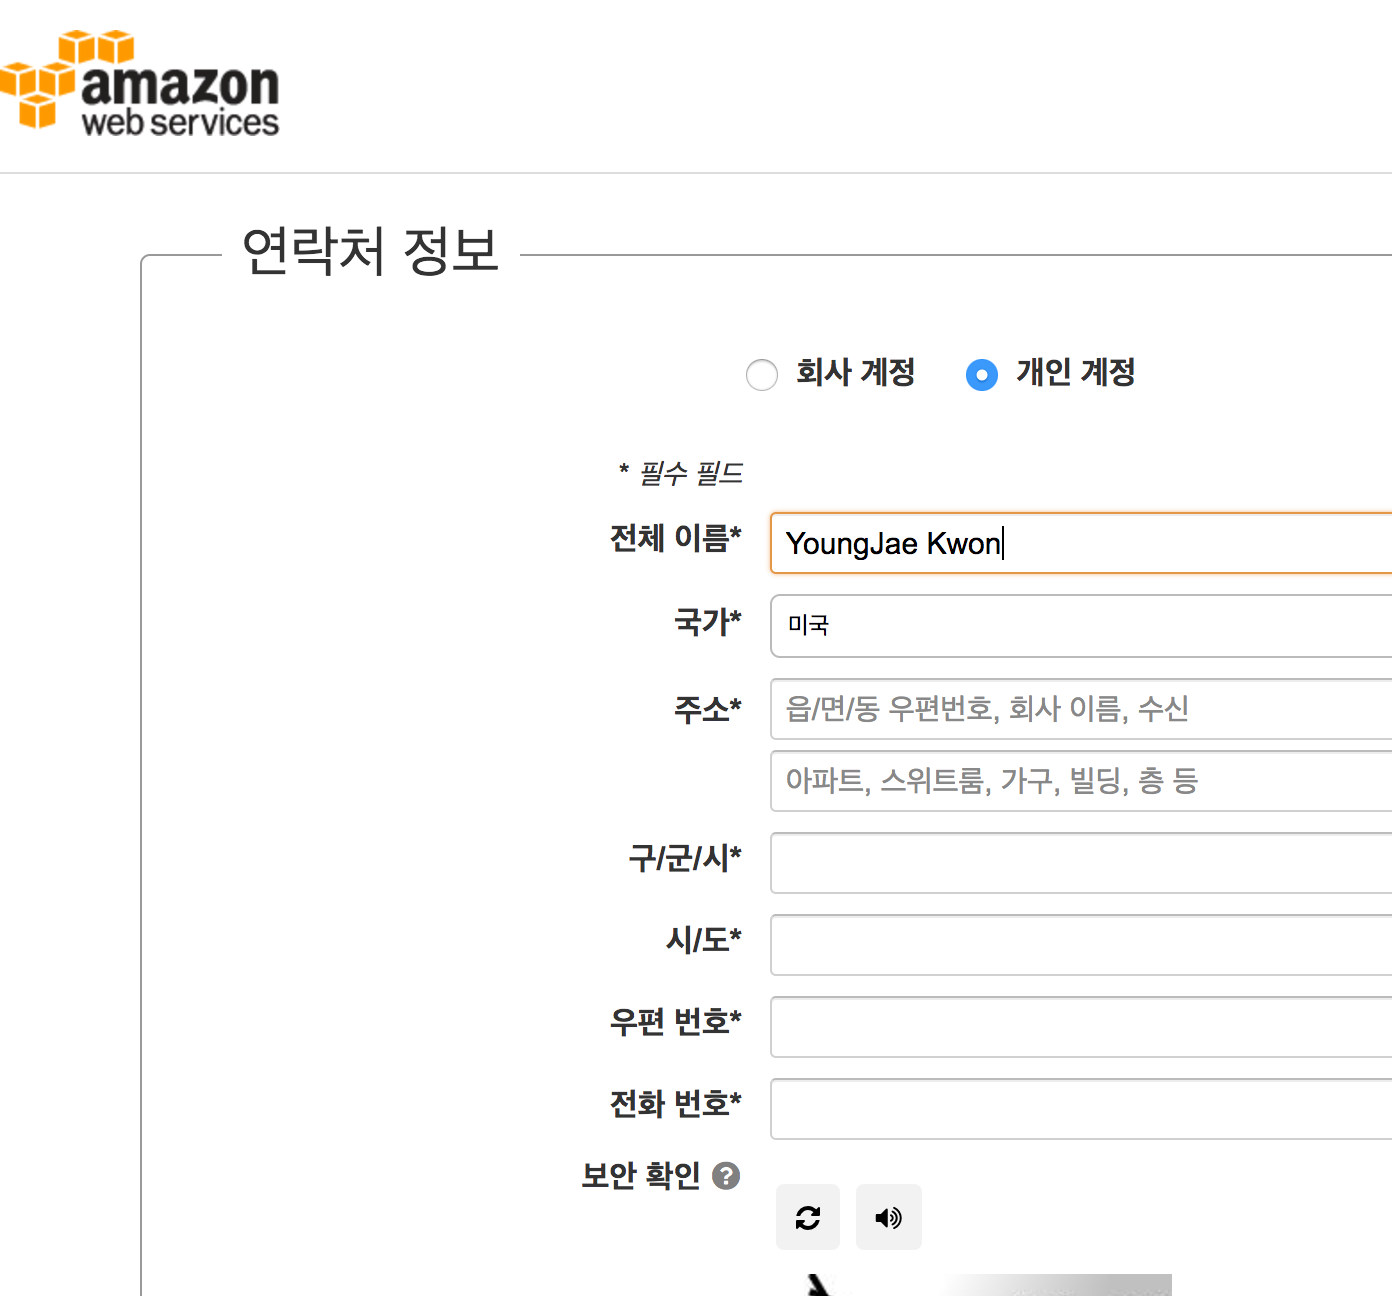 amazon
web services
연락처 정보
회사 계정 개인 계정
* 필수 필드
전체 이름* YoungJae Kwon
국가* 미국
주소* 읍/면/동 우편번호, 회사 이름, 수신
아파트, 스위트룸, 가구, 빌딩, 층 등
구/군/시*
시/도*
우편 번호*
전화 번호*
보안 확인 ?